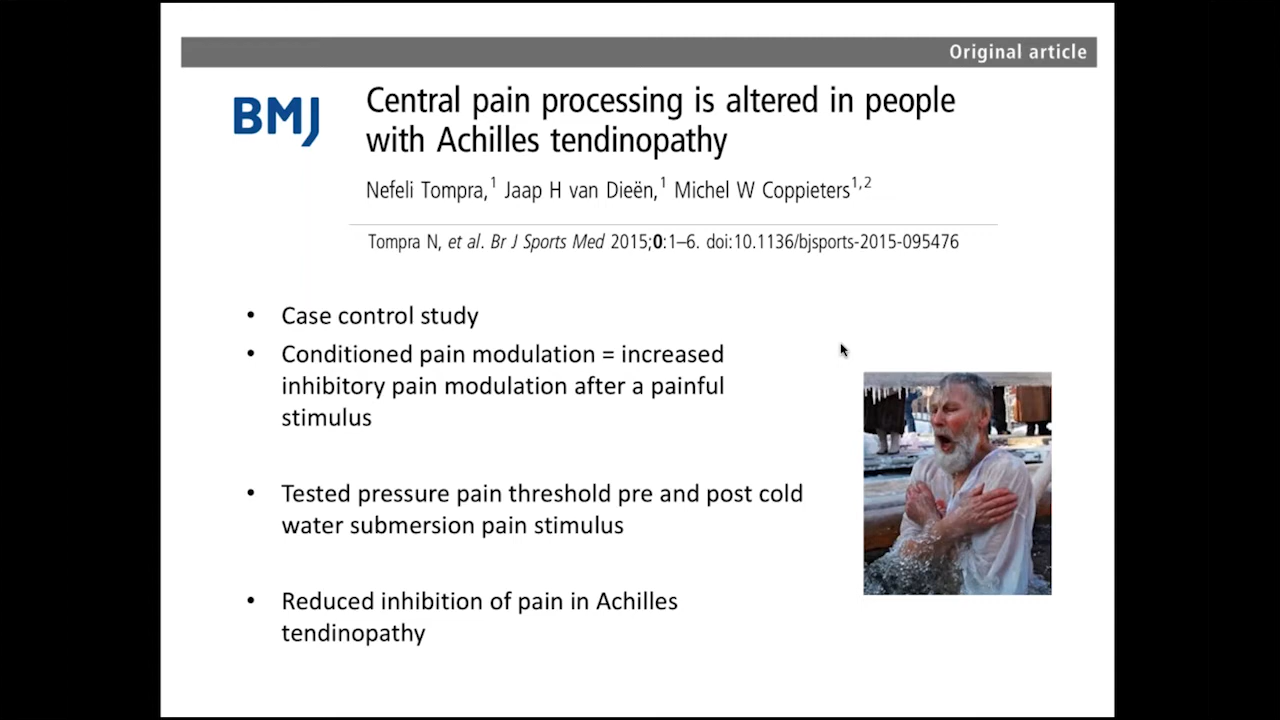 Original article
BMJ
Central pain processing is altered in people
with Achilles tendinopathy
Nefeli Tompra,1 Jaap H van Dieën,1 Michel W Coppieters1,2
Tompra N, et al. Br J Sports Med 2015;0:1–6. doi:10.1136/bjsports-2015-095476
• Case control study
• Conditioned pain modulation = increased
inhibitory pain modulation after a painful
stimulus
• Tested pressure pain threshold pre and post cold
water submersion pain stimulus
• Reduced inhibition of pain in Achilles
tendinopathy